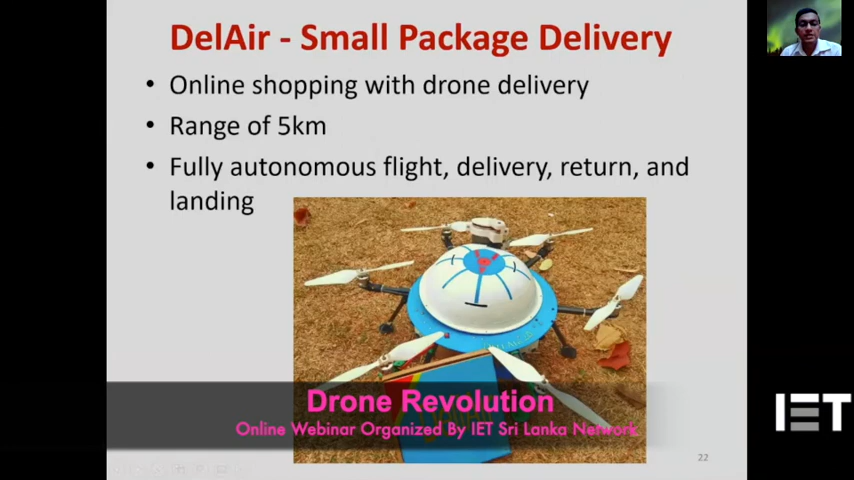 DelAir - Small Package Delivery
• Online shopping with drone delivery
• Range of 5km
• Fully autonomous flight, delivery, return, and
landing
Drone Revolution
Online Webinar Organized By IET Sri Lanka Network
IET
22